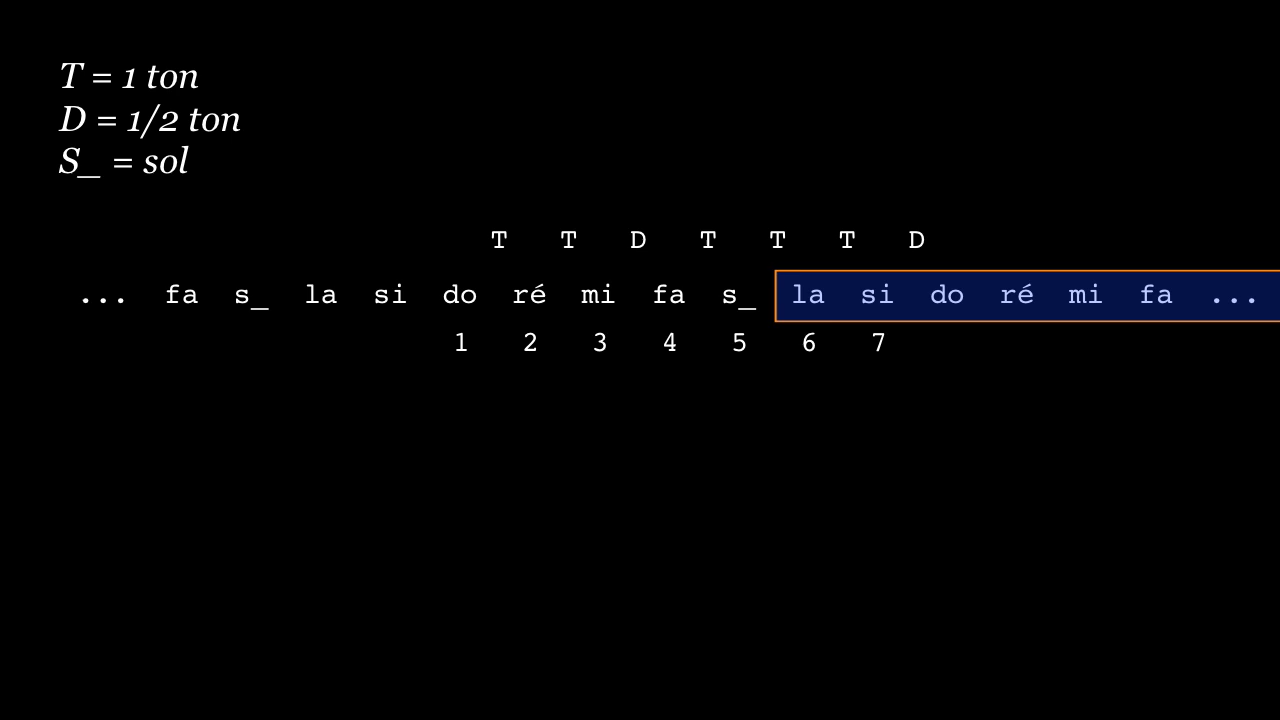 T = 1 ton
D = 1/2 ton
S_ = sol
T T D T T T D
... fa s_ la si do ré mi fa s_ la si do ré mi fa ...
1 2 3 4 5 6 7